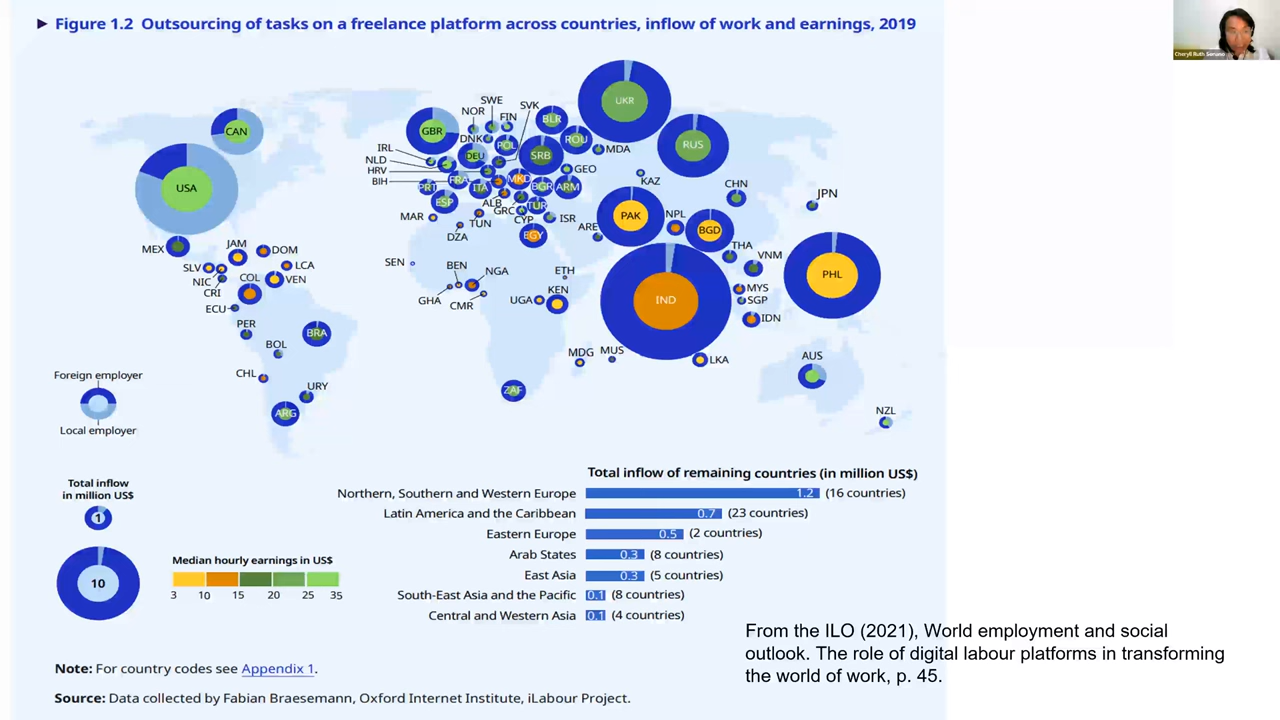 ► Figure 1.2 Outsourcing of tasks on a freelance platform across countries, inflow of work and earnings, 2019
Cheryll Ruth Soriano
UKR
SWE
SVK
NOR
FIN
CAN
GBR
BLR
DNK
POL
ROU
MDA
RUS
IRL
NLD
HRV
BIH
DEU
SRB
GEO
USA
FRA
PRT
ITA
MKD
BGR
ARM
KAZ
CHN
JPN
ESP
ALB
GRC
TUR
CYP
ISR
MAR
TUN
DZA
EGY
ARE
PAK
NPL
BGD
THA
VNM
MEX
JAM
DOM
SLV
LCA
NIC
COL
VEN
CRI
ECU
SEN
BEN
NGA
GHA
CMR
ETH
UGA
KEN
IND
MYS
SGP
IDN
PHL
PER
BRA
BOL
CHL
URY
ARG
MDG
MUS
LKA
ZAF
AUS
NZL
Foreign employer
Local employer
Total inflow
in million US$
1
10
Median hourly earnings in US$
3 10 15 20 25 35
Total inflow of remaining countries (in million US$)
Northern, Southern and Western Europe 1.2 (16 countries)
Latin America and the Caribbean 0.7 (23 countries)
Eastern Europe 0.5 (2 countries)
Arab States 0.3 (8 countries)
East Asia 0.3 (5 countries)
South-East Asia and the Pacific 0.1 (8 countries)
Central and Western Asia 0.1 (4 countries)
From the ILO (2021), World employment and social
outlook. The role of digital labour platforms in transforming
the world of work, p. 45.
Note: For country codes see Appendix 1.
Source: Data collected by Fabian Braesemann, Oxford Internet Institute, iLabour Project.